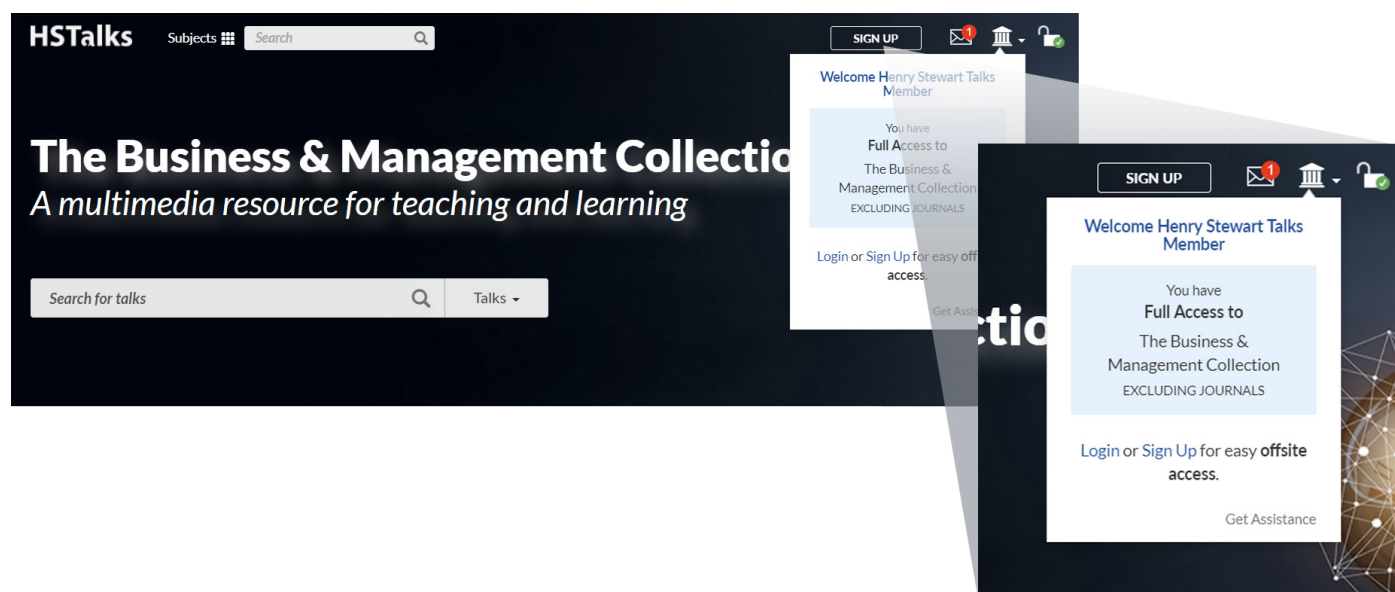 HSTalks
Subjects
Search
SIGN UP
1
Welcome Henry Stewart Talks
Member
You have
Full Access to
The Business &
Management Collection
EXCLUDING JOURNALS
Login or Sign Up for easy off
access.
Get Assis
The Business & Management Collectio
A multimedia resource for teaching and learning
Search for talks
Talks
SIGN UP
1
Welcome Henry Stewart Talks
Member
You have
Full Access to
The Business &
Management Collection
EXCLUDING JOURNALS
Login or Sign Up for easy offsite
access.
Get Assistance
ctio